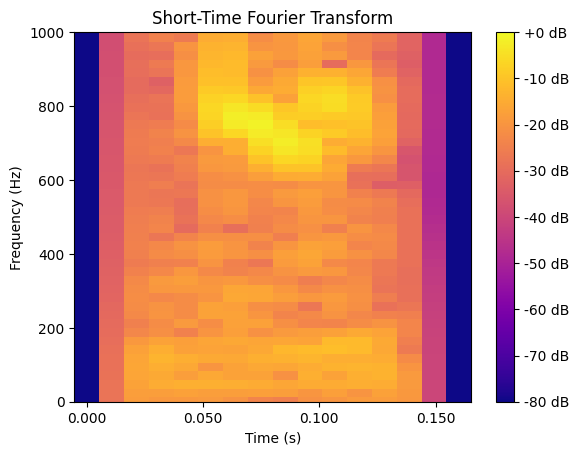 Short-Time Fourier Transform
Frequency (Hz)
1000
800
600
400
200
0
0.000
0.050
0.100
0.150
Time (s)
+0 dB
-10 dB
-20 dB
-30 dB
-40 dB
-50 dB
-60 dB
-70 dB
-80 dB